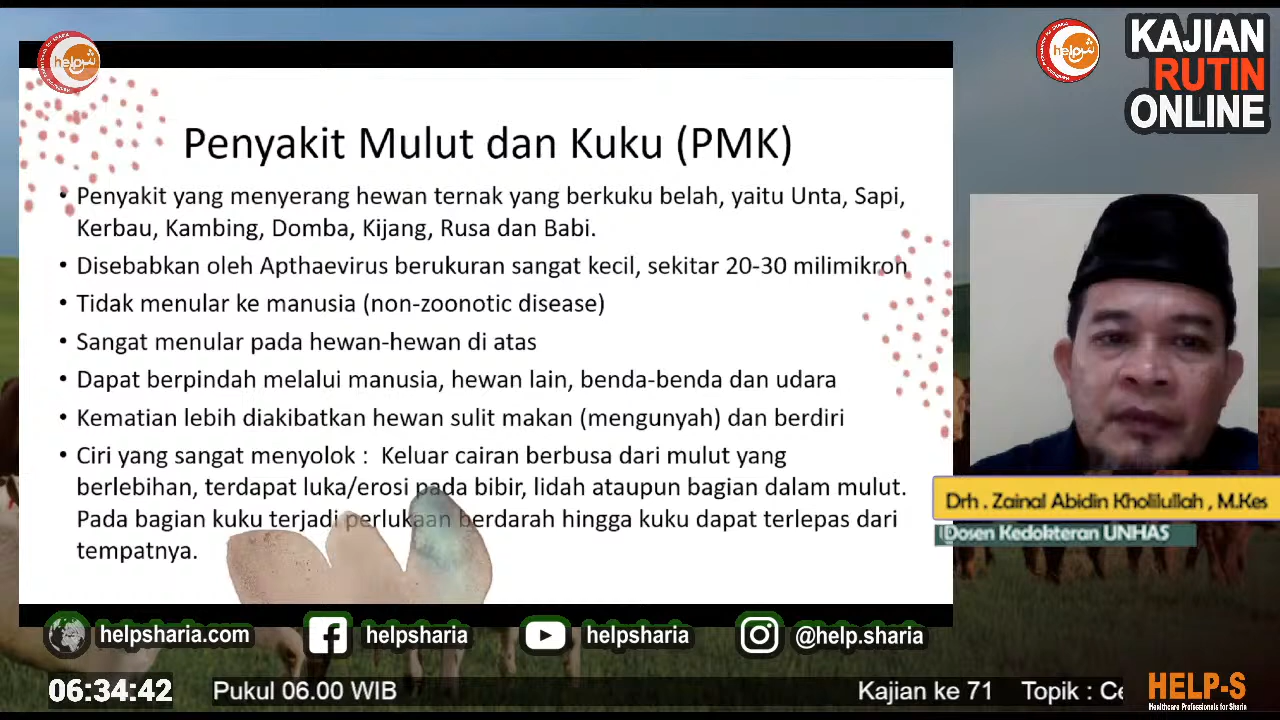 KAJIAN
RUTIN
ONLINE
Penyakit Mulut dan Kuku (PMK)
• Penyakit yang menyerang hewan ternak yang berkuku belah, yaitu Unta, Sapi,
Kerbau, Kambing, Domba, Kijang, Rusa dan Babi.
• Disebabkan oleh Apthaevirus berukuran sangat kecil, sekitar 20-30 milimikron
• Tidak menular ke manusia (non-zoonotic disease)
• Sangat menular pada hewan-hewan di atas
• Dapat berpindah melalui manusia, hewan lain, benda-benda dan udara
• Kematian lebih diakibatkan hewan sulit makan (mengunyah) dan berdiri
• Ciri yang sangat menyolok : Keluar cairan berbusa dari mulut yang
berlebihan, terdapat luka/erosi pada bibir, lidah ataupun bagian dalam mulut.
Pada bagian kuku terjadi perlukaan berdarah hingga kuku dapat terlepas dari
tempatnya.
Drh . Zainal Abidin Kholilullah , M.Kes
Dosen Kedokteran UNHAS
helpsharia.com
helpsharia
helpsharia
@help.sharia
06:34:42
Pukul 06.00 WIB
Kajian ke 71 Topik :
HELP-S
Healthcare Professionals for Sharia